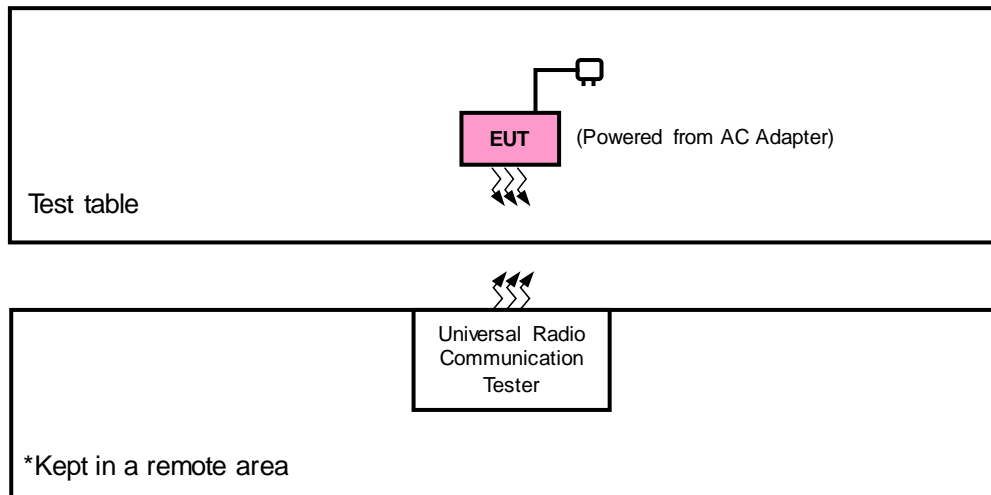 EUT
(Powered from AC Adapter)
Test table
Universal Radio
Communication
Tester
*Kept in a remote area